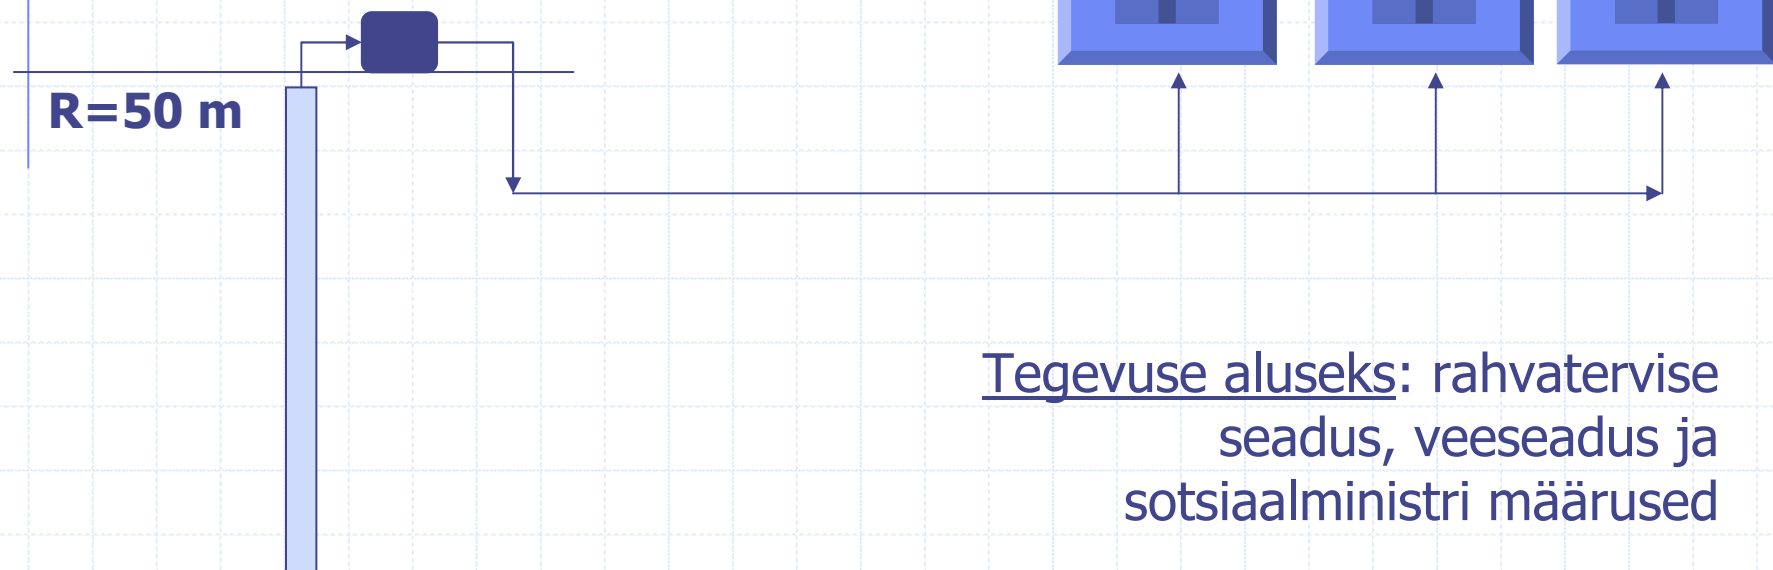 R=50 m
Tegevuse aluseks: rahvatervise
seadus, veeseadus ja
sotsiaalministri määrused